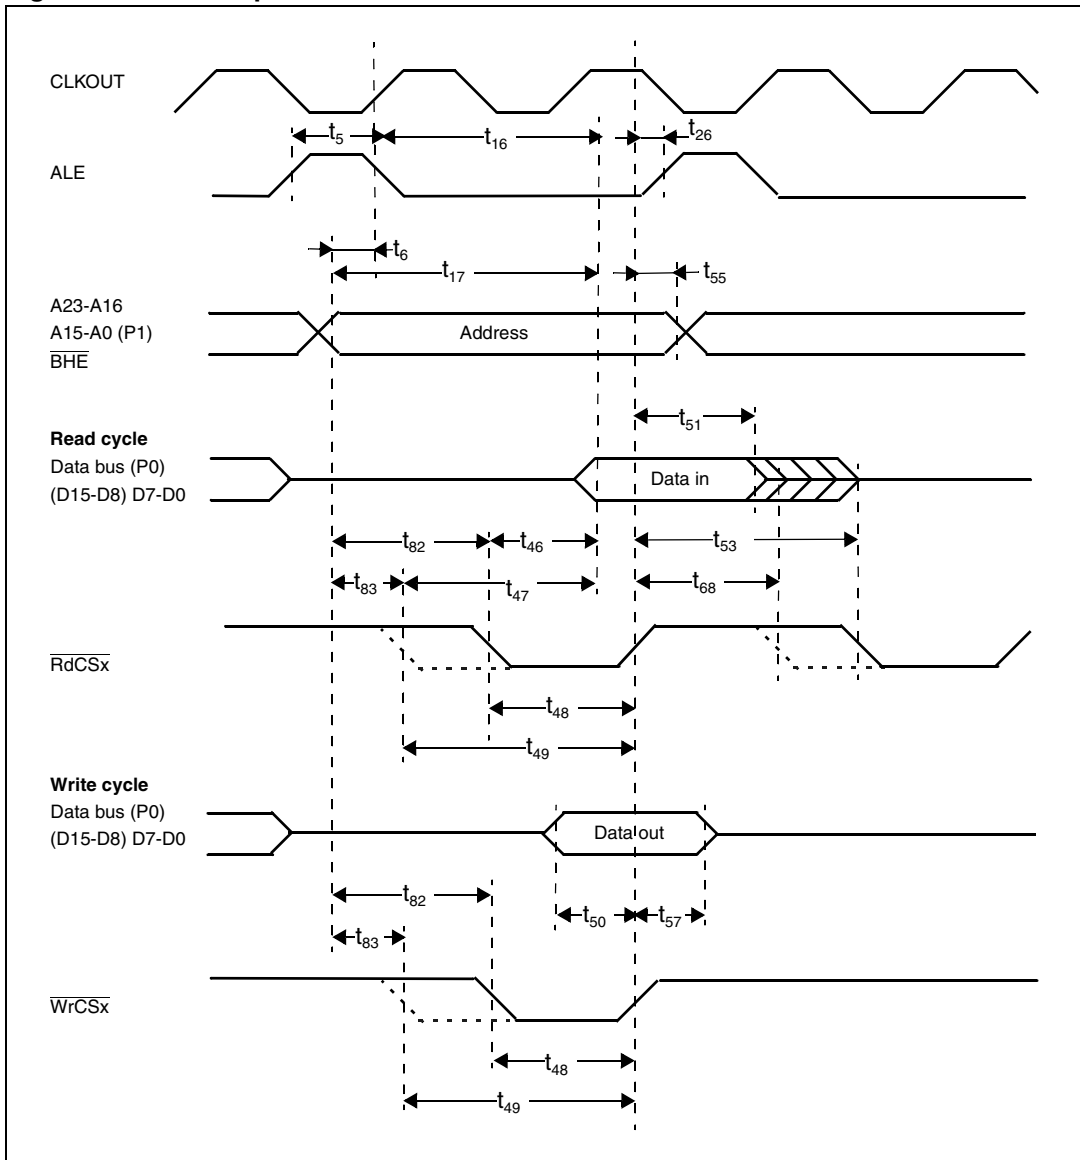 CLKOUT
t5
t16
t26
ALE
t6
t17
t55
A23-A16
A15-A0 (P1)
BHE
Address
t51
Read cycle
Data bus (P0)
(D15-D8) D7-D0
Data in
t82
t46
t53
t83
t47
t68
RdCSx
t48
t49
Write cycle
Data bus (P0)
(D15-D8) D7-D0
Data out
t82
t50
t57
t83
WrCSx
t48
t49